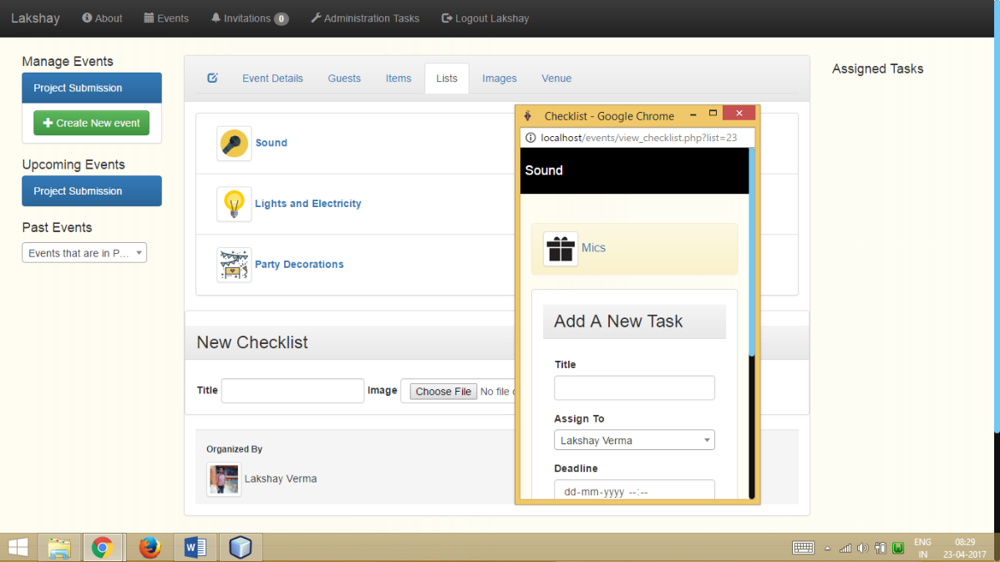 Lakshay About Events Invitations 0 Administration Tasks Logout Lakshay
Manage Events
Project Submission
Create New event
Upcoming Events
Project Submission
Past Events
Events that are in P...
Event Details Guests Items Lists Images Venue
Sound
Lights and Electricity
Party Decorations
New Checklist
Title Image Choose File No file
Organized By
Lakshay Verma
Checklist - Google Chrome
localhost/events/view_checklist.php?list=23
Sound
Mics
Add A New Task
Title
Assign To
Lakshay Verma
Deadline
dd-mm-yyyy --:--
Assigned Tasks
ENG
IN
08:29
23-04-2017